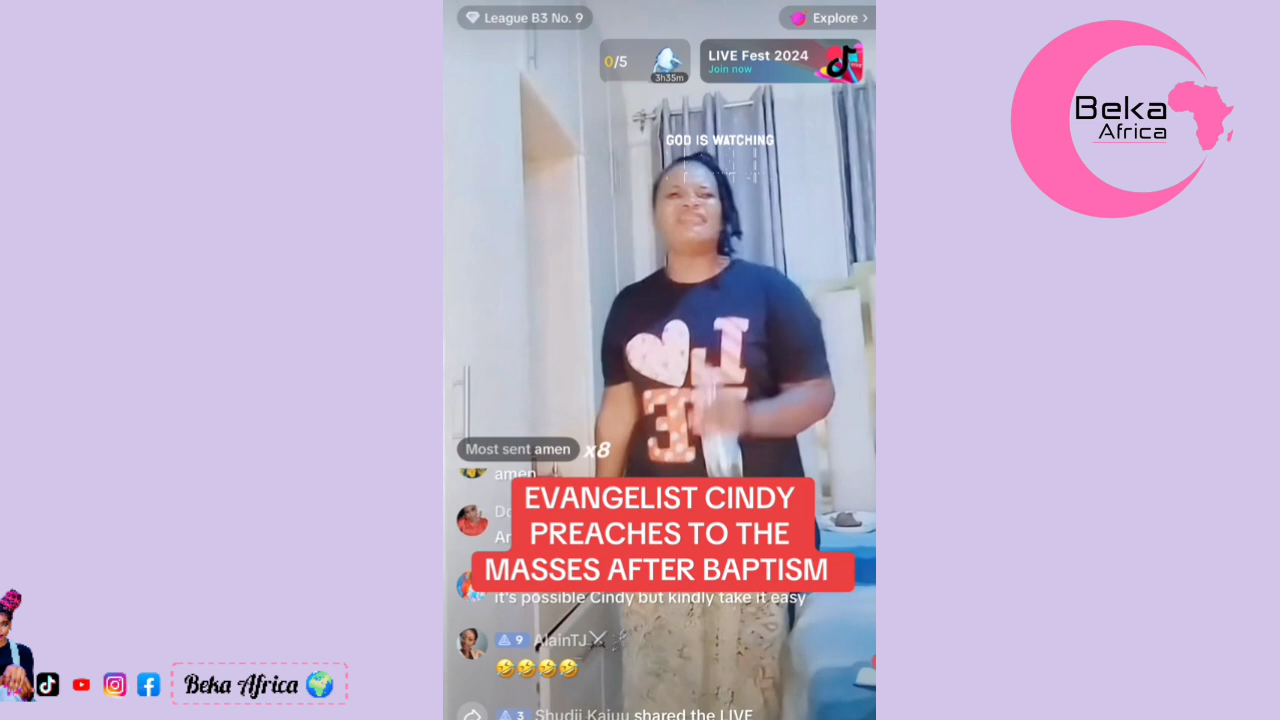 League B3 No. 9
Explore >
0/5
3h35m
LIVE Fest 2024
Join now
Beka
Africa
GOD IS WATCHING
Most sent amen x8
amen
EVANGELIST CINDY
PREACHES TO THE
MASSES AFTER BAPTISM
it's possible Cindy but kindly take it easy
9 AlainTJ
🤣🤣🤣🤣
3 Shudii Kajuu shared the LIVE
Beka Africa 🌍